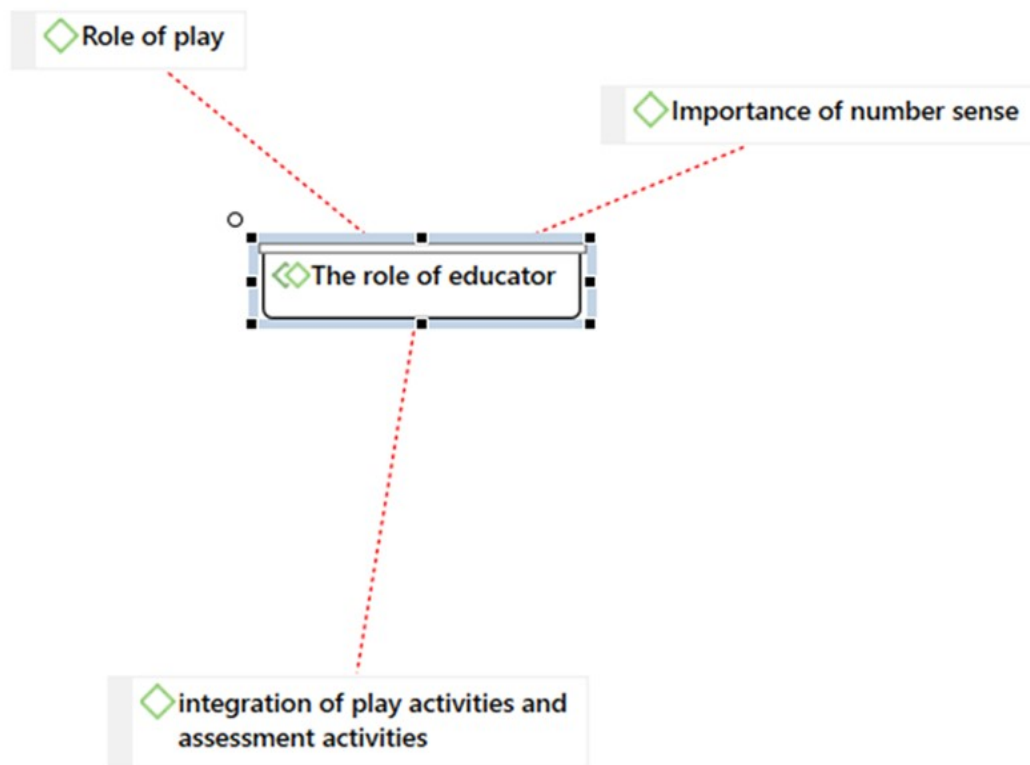 Role of play
Importance of number sense
The role of educator
integration of play activities and
assessment activities